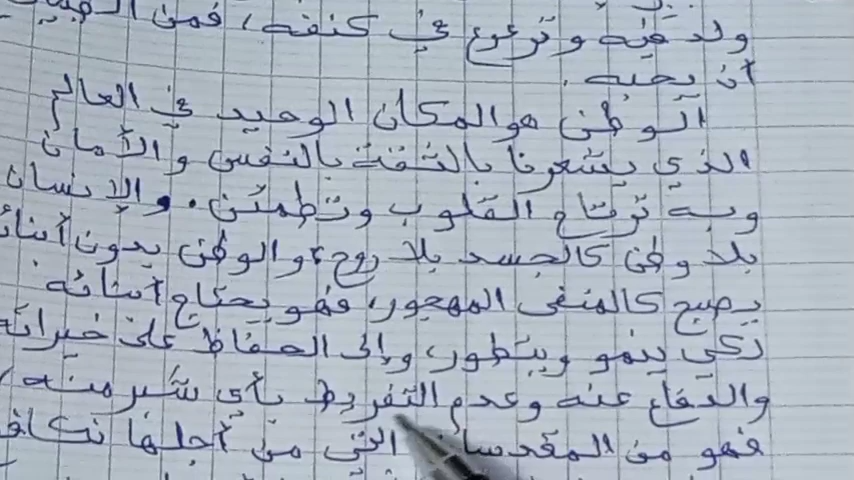 ولد فيه وترعرع في كنفه، فمن
أن يحبه.
الوطن هو المكان الوحيد في العالم
الذي يشعرنا بالثقة بالنفس والأمان
وبه ترتاح القلوب وتطمئن. والإنسان
بلا وطن كالجسد بلا روح، والوطن بدون أبنائه
يصبح كالمنفى المهجور، فهو يحتاج أبنائه
لكي ينمو ويتطور، وإلى الحفاظ على خيراته
والدفاع عنه وعدم التفريط بأي شبر منه،
فهو من المقدسات التي من أجلها نكافح